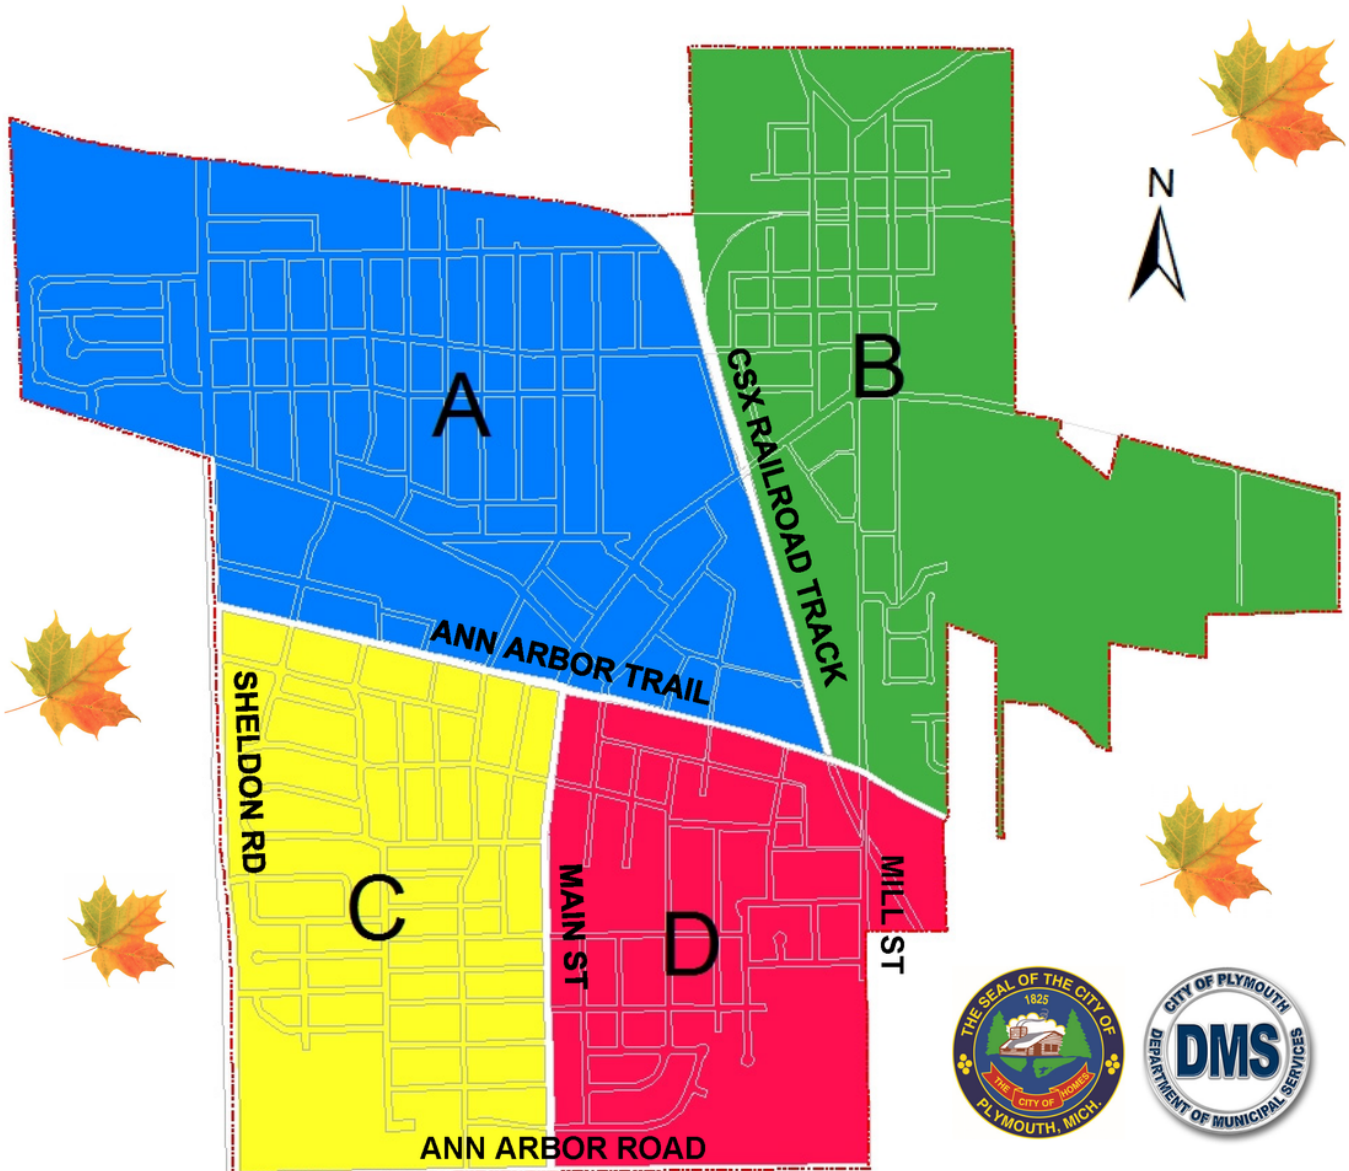 N
A
B
CSX RAILROAD TRACK
ANN ARBOR TRAIL
SHELDON RD
C
MAIN ST
D
MILL ST
ANN ARBOR ROAD
THE SEAL OF THE CITY OF
1825
THE
CITY OF
HOMES
PLYMOUTH, MICH.
CITY OF PLYMOUTH
DMS
DEPARTMENT OF MUNICIPAL SERVICES